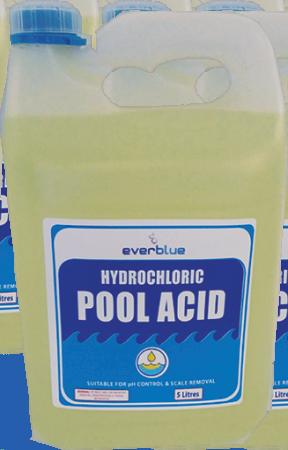 everblue
HYDROCHLORIC
POOL ACID
SUITABLE FOR pH CONTROL & SCALE REMOVAL
5 Litres